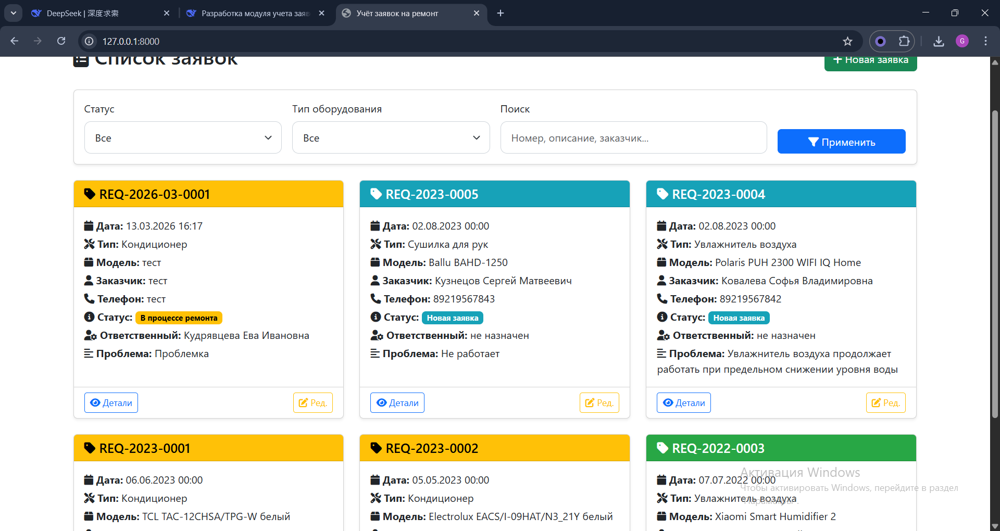 DeepSeek | 深度求索
Разработка модуля учета заяв
Учёт заявок на ремонт
127.0.0.1:8000
G
Список заявок
Новая заявка
Статус
Тип оборудования
Поиск
Все
Все
Номер, описание, заказчик...
Применить
REQ-2026-03-0001
Дата: 13.03.2026 16:17
Тип: Кондиционер
Модель: тест
Заказчик: тест
Телефон: тест
Статус: В процессе ремонта
Ответственный: Кудрявцева Ева Ивановна
Проблема: Проблемка
Детали
Ред.
REQ-2023-0005
Дата: 02.08.2023 00:00
Тип: Сушилка для рук
Модель: Ballu BAHD-1250
Заказчик: Кузнецов Сергей Матвеевич
Телефон: 89219567843
Статус: Новая заявка
Ответственный: не назначен
Проблема: Не работает
Детали
Ред.
REQ-2023-0004
Дата: 02.08.2023 00:00
Тип: Увлажнитель воздуха
Модель: Polaris PUH 2300 WIFI IQ Home
Заказчик: Ковалева Софья Владимировна
Телефон: 89219567842
Статус: Новая заявка
Ответственный: не назначен
Проблема: Увлажнитель воздуха продолжает
работать при предельном снижении уровня воды
Детали
Ред.
REQ-2023-0001
Дата: 06.06.2023 00:00
Тип: Кондиционер
Модель: TCL TAC-12CHSA/TPG-W белый
REQ-2023-0002
Дата: 05.05.2023 00:00
Тип: Кондиционер
Модель: Electrolux EACS/I-09HAT/N3_21Y белый
REQ-2022-0003
Дата: 07.07.2022 00:00
Тип: Увлажнитель воздуха
Модель: Xiaomi Smart Humidifier 2
Активация Windows
Чтобы активировать Windows, перейдите в раздел
"Параметры".